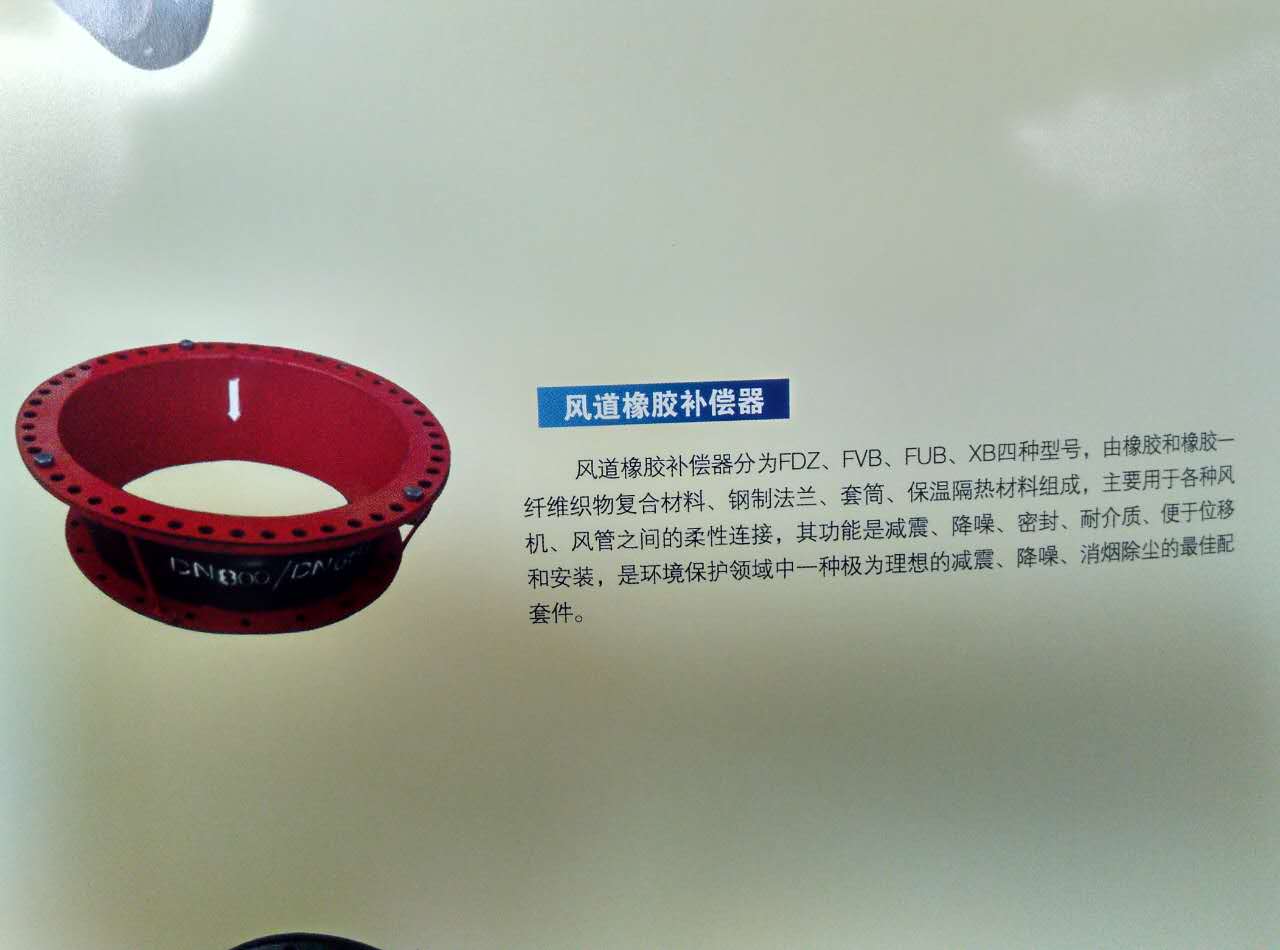 风道橡胶补偿器
风道橡胶补偿器分为FDZ、FVB、FUB、XB四种型号，由橡胶和橡胶一
纤维织物复合材料、钢制法兰、套筒、保温隔热材料组成，主要用于各种风
机、风管之间的柔性连接，其功能是减震、降噪、密封、耐介质、便于位移
和安装，是环境保护领域中一种极为理想的减震、降噪、消烟除尘的最佳配
套件。
DN800/DN